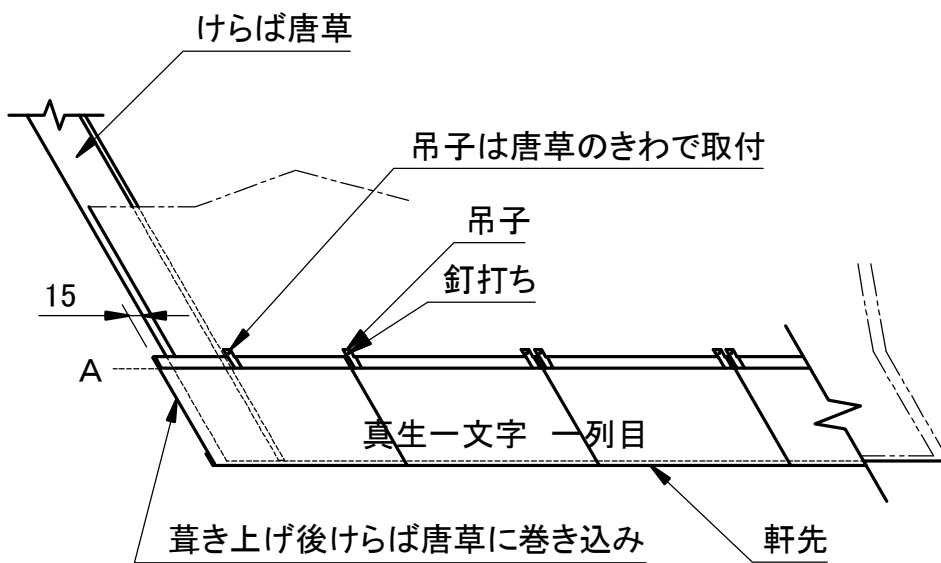 けらば唐草
吊子は唐草のきわで取付
吊子
釘打ち
15
A
真生一文字 一列目
葺き上げ後けらば唐草に巻き込み
軒先